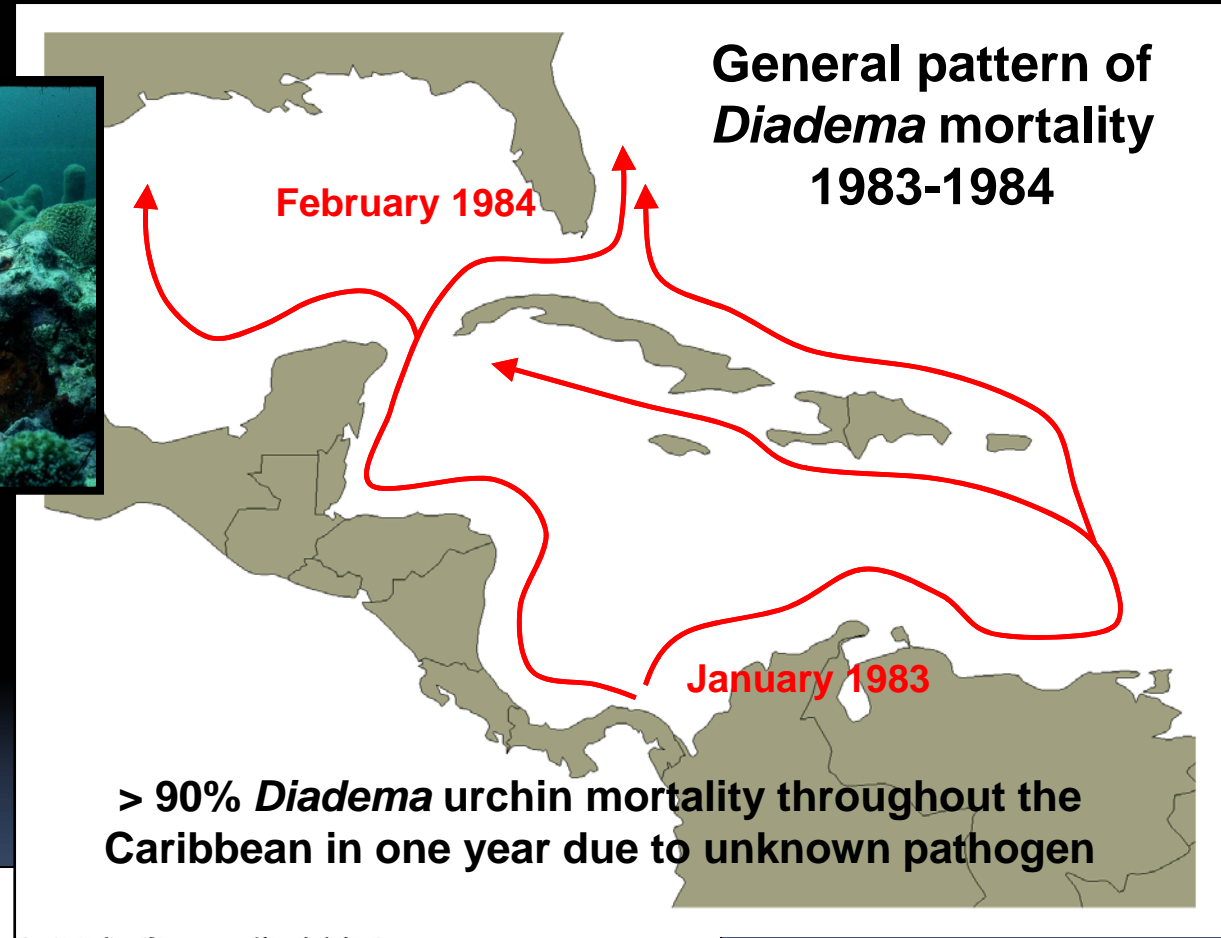 General pattern of
Diadema mortality
1983-1984
February 1984
January 1983
> 90% Diadema urchin mortality throughout the
Caribbean in one year due to unknown pathogen